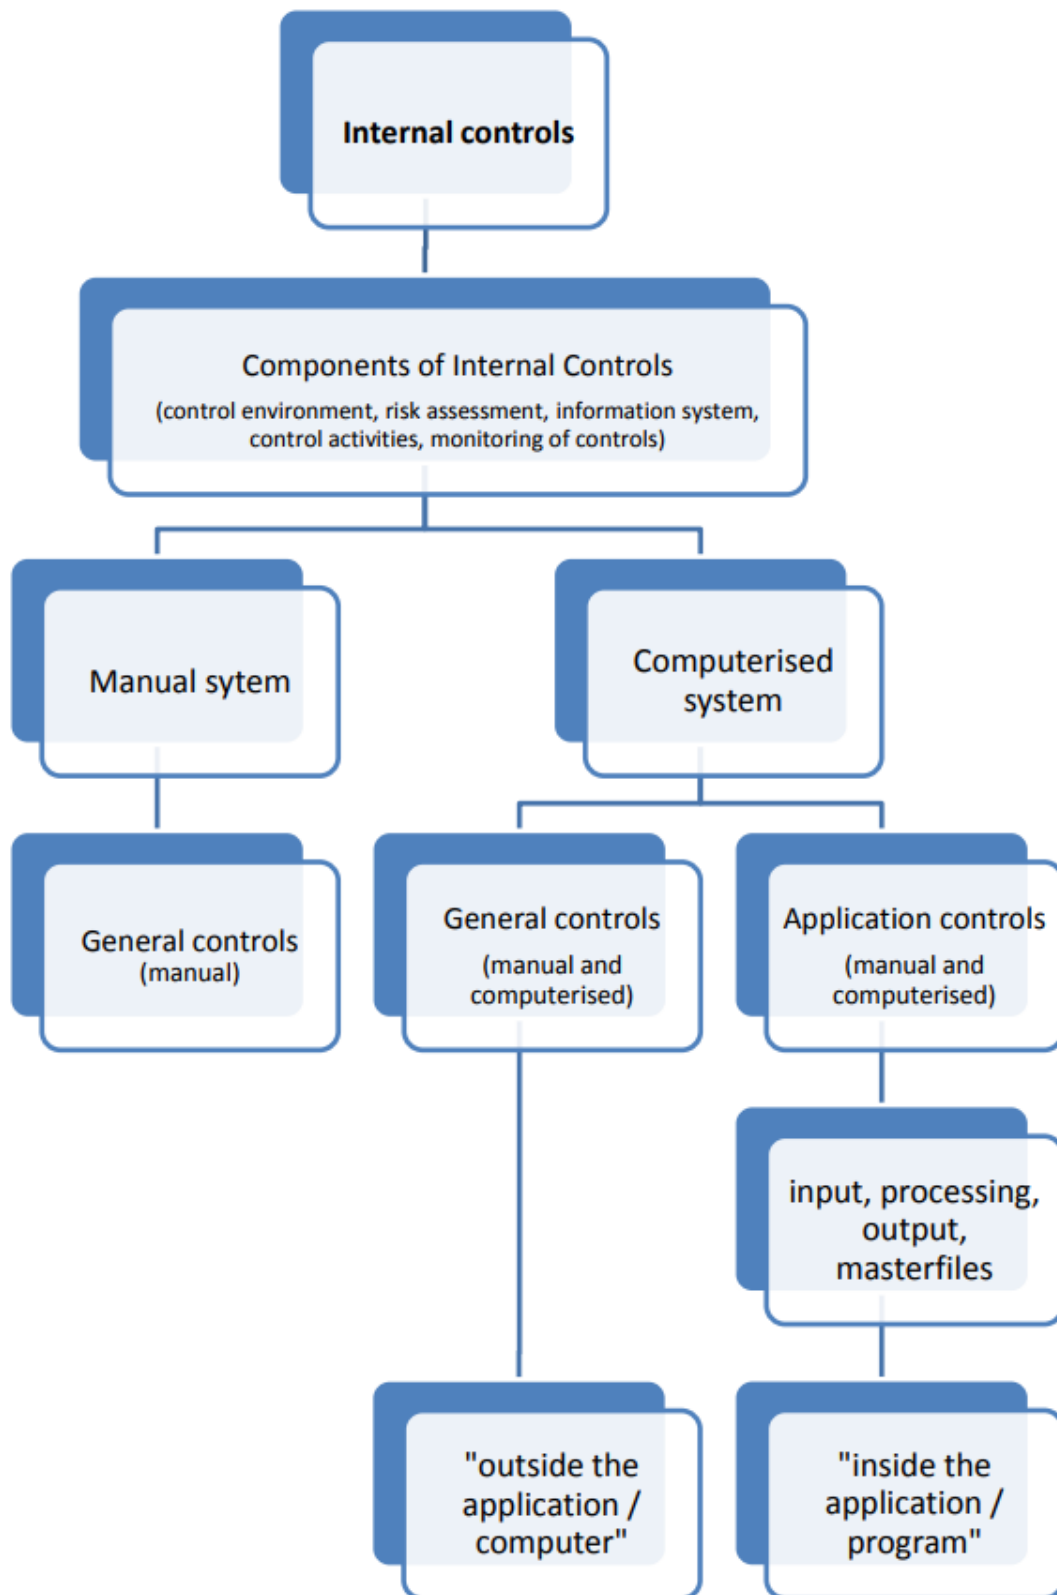 Internal controls
Components of Internal Controls
(control environment, risk assessment, information system,
control activities, monitoring of controls)
Manual sytem
Computerised
system
General controls
(manual)
General controls
(manual and
computerised)
Application controls
(manual and
computerised)
input, processing,
output,
masterfiles
"outside the
application /
computer"
"inside the
application /
program"